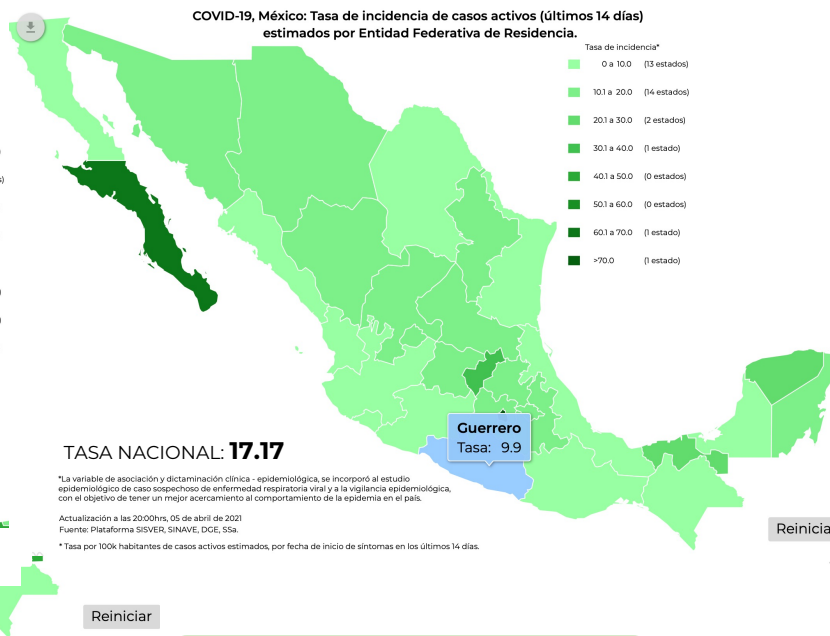 COVID-19, México: Tasa de incidencia de casos activos (últimos 14 días)
estimados por Entidad Federativa de Residencia.
Tasa de incidencia*
0 a 10.0 (13 estados)
10.1 a 20.0 (14 estados)
20.1 a 30.0 (2 estados)
30.1 a 40.0 (1 estado)
40.1 a 50.0 (0 estados)
50.1 a 60.0 (0 estados)
60.1 a 70.0 (1 estado)
>70.0 (1 estado)
Guerrero
Tasa: 9.9
TASA NACIONAL: 17.17
*La variable de asociación y dictaminación clínica - epidemiológica, se incorporó al estudio
epidemiológico de caso sospechoso de enfermedad respiratoria viral y a la vigilancia epidemiológica,
con el objetivo de tener un mejor acercamiento al comportamiento de la epidemia en el país.
Actualización a las 20:00hrs, 05 de abril de 2021
Fuente: Plataforma SISVER, SINAVE, DGE, SSa.
* Tasa por 100k habitantes de casos activos estimados, por fecha de inicio de síntomas en los últimos 14 días.
Reinicia
Reiniciar